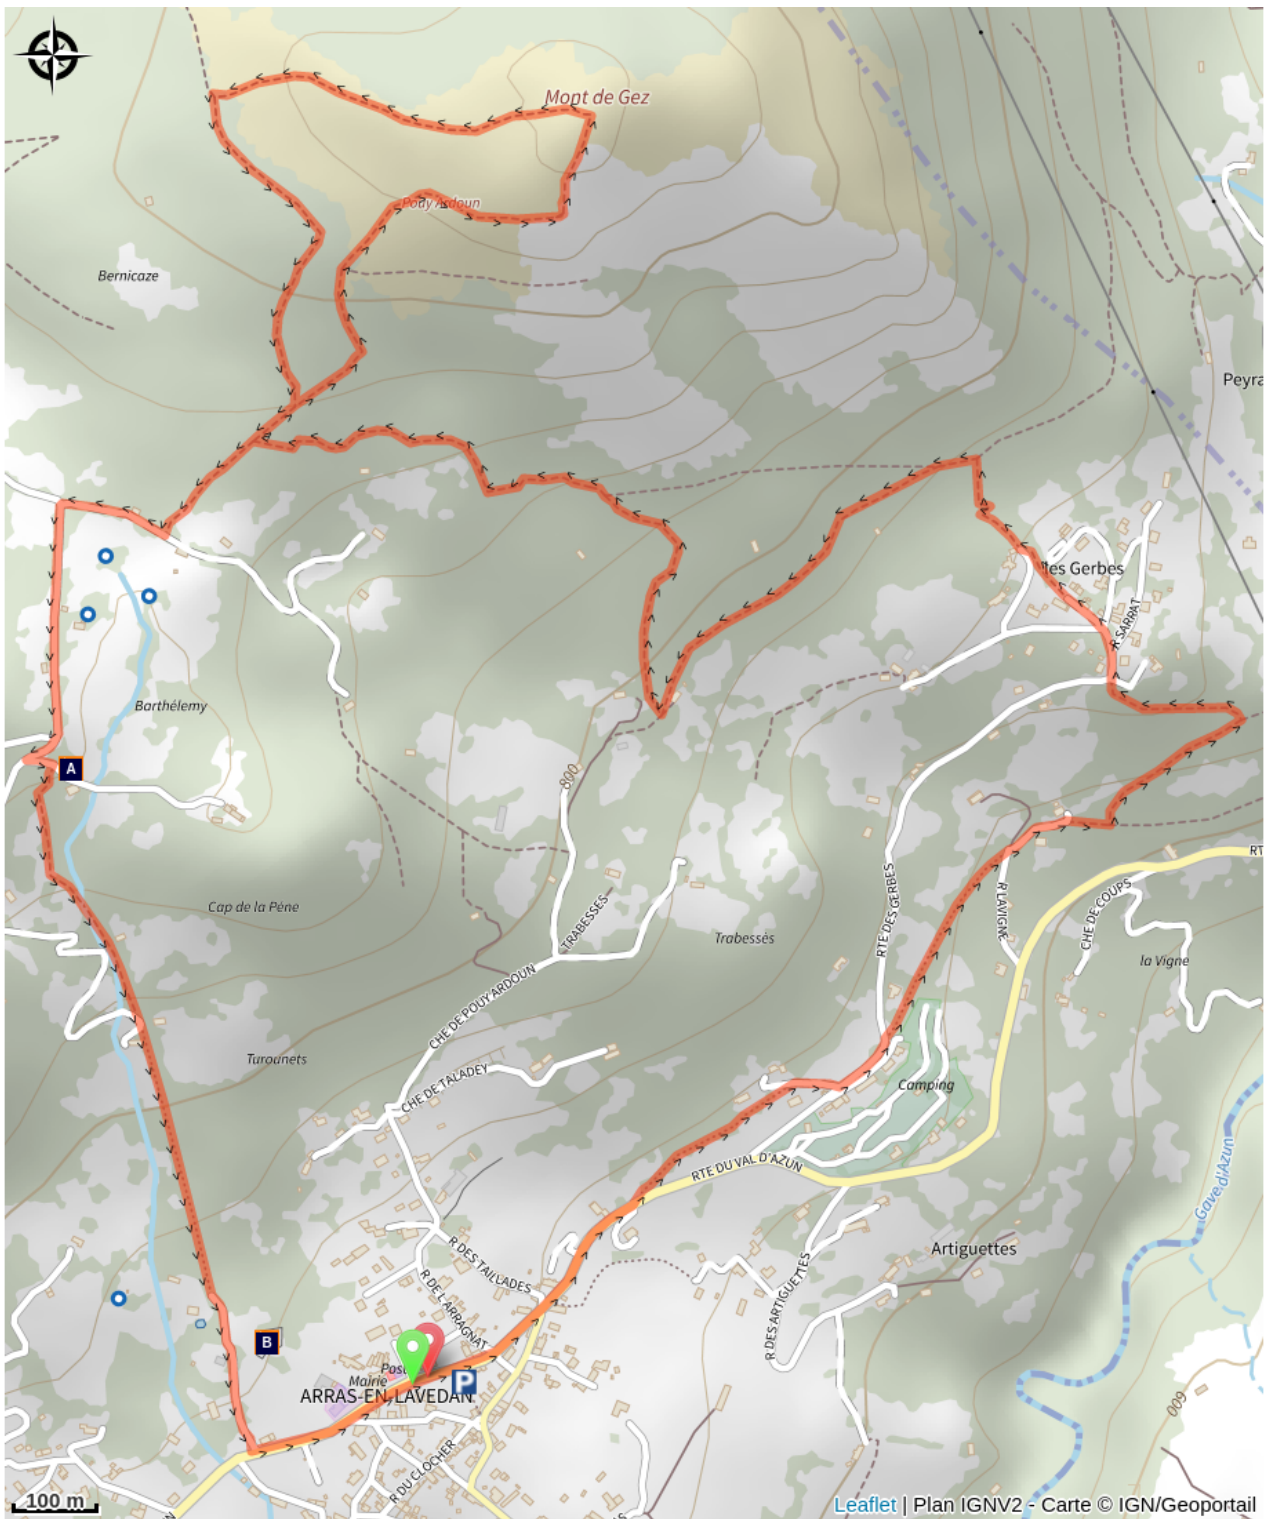 Mont de Gez
Pouy Ardoun
Bernicaze
Peyra
les Gerbes
R SARRAT
Barthélemy
A
800
RTE DES GERBES
R LAVIGNE
CHE DE COUPS
RT
Cap de la Pène
TRABESSES
Trabessès
la Vigne
CHE DE POUY ARDOUN
Turounets
CHE DE TALADEY
Camping
RTE DU VAL D'AZUN
Gave d'Azun
R DES TAILLADES
Artiguettes
R DE L'ARRAGNAT
R DES ARTIGUETTES
B
Mairie
P
ARRAS-EN-LAVEDAN
600
R DU CLOCHER
100 m
Leaflet | Plan IGNV2 - Carte © IGN/Geoportail